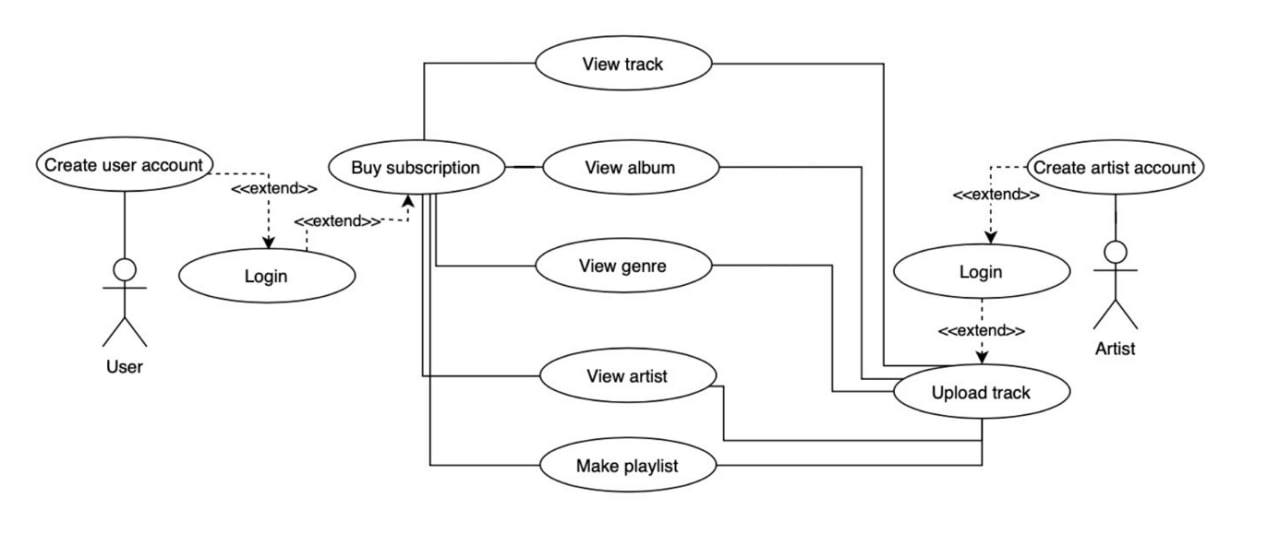 View track
Create user account
<<extend>>
Buy subscription
View album
Create artist account
<<extend>>
<<extend>>
Login
View genre
Login
<<extend>>
User
Artist
View artist
Upload track
Make playlist